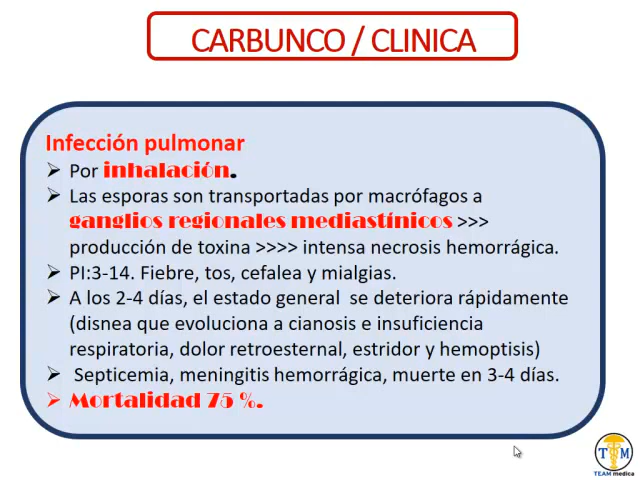 CARBUNCO / CLINICA
Infección pulmonar
Por inhalación.
Las esporas son transportadas por macrófagos a
ganglios regionales mediastínicos >>>
producción de toxina >>>> intensa necrosis hemorrágica.
PI:3-14. Fiebre, tos, cefalea y mialgias.
A los 2-4 días, el estado general se deteriora rápidamente
(disnea que evoluciona a cianosis e insuficiencia
respiratoria, dolor retroesternal, estridor y hemoptisis)
Septicemia, meningitis hemorrágica, muerte en 3-4 días.
Mortalidad 75 %.
T M
TEAM medica